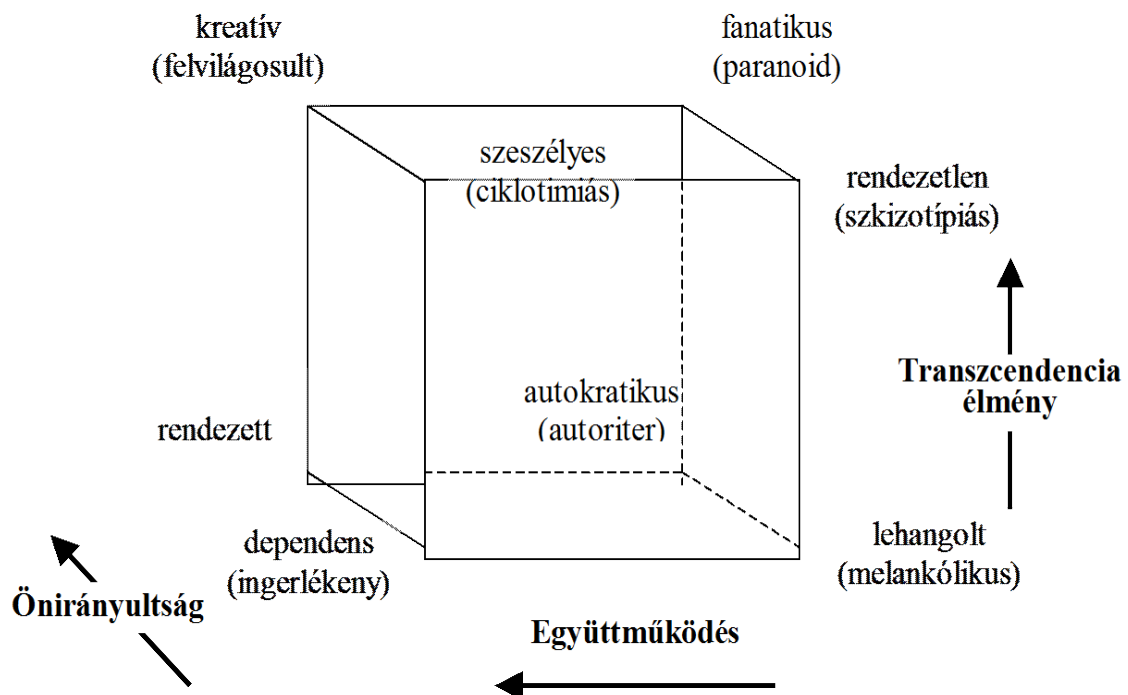 kreatív
(felvilágosult)
fanatikus
(paranoid)
szeszélyes
(ciklotimiás)
rendezetlen
(szkizotípiás)
Transzcendencia
élmény
autokratikus
(autoriter)
rendezett
dependens
(ingerlékeny)
lehangolt
(melankólikus)
Önirányultság
Együttműködés